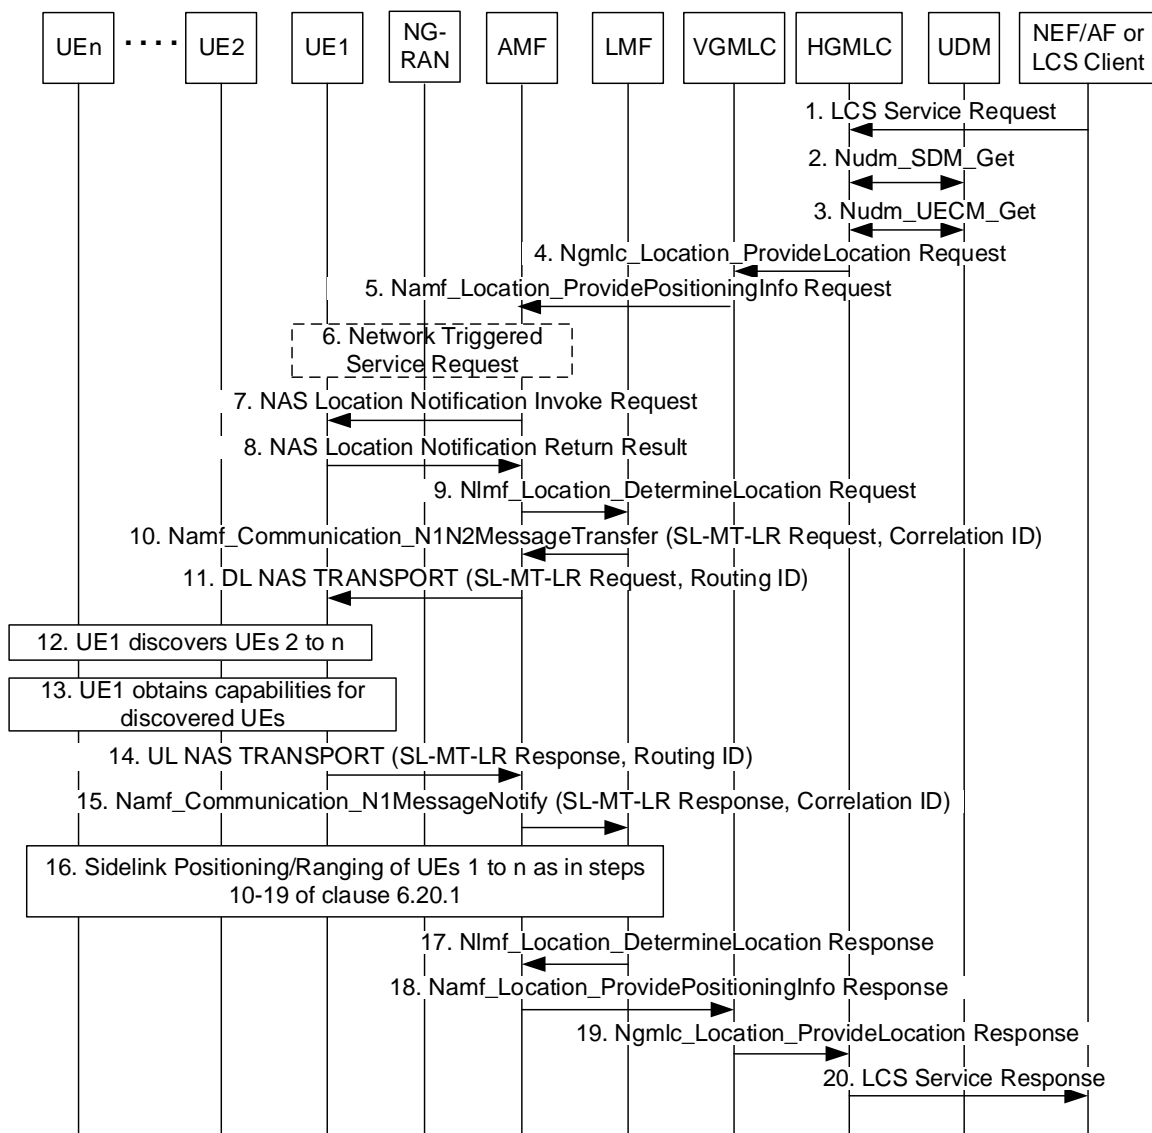 UEn
. . . .
UE2
UE1
NG-
RAN
AMF
LMF
VGMLC
HGMLC
UDM
NEF/AF or
LCS Client
1. LCS Service Request
2. Nudm_SDM_Get
3. Nudm_UECM_Get
4. Ngmlc_Location_ProvideLocation Request
5. Namf_Location_ProvidePositioningInfo Request
6. Network Triggered
Service Request
7. NAS Location Notification Invoke Request
8. NAS Location Notification Return Result
9. Nlmf_Location_DetermineLocation Request
10. Namf_Communication_N1N2MessageTransfer (SL-MT-LR Request, Correlation ID)
11. DL NAS TRANSPORT (SL-MT-LR Request, Routing ID)
12. UE1 discovers UEs 2 to n
13. UE1 obtains capabilities for
discovered UEs
14. UL NAS TRANSPORT (SL-MT-LR Response, Routing ID)
15. Namf_Communication_N1MessageNotify (SL-MT-LR Response, Correlation ID)
16. Sidelink Positioning/Ranging of UEs 1 to n as in steps
10-19 of clause 6.20.1
17. Nlmf_Location_DetermineLocation Response
18. Namf_Location_ProvidePositioningInfo Response
19. Ngmlc_Location_ProvideLocation Response
20. LCS Service Response